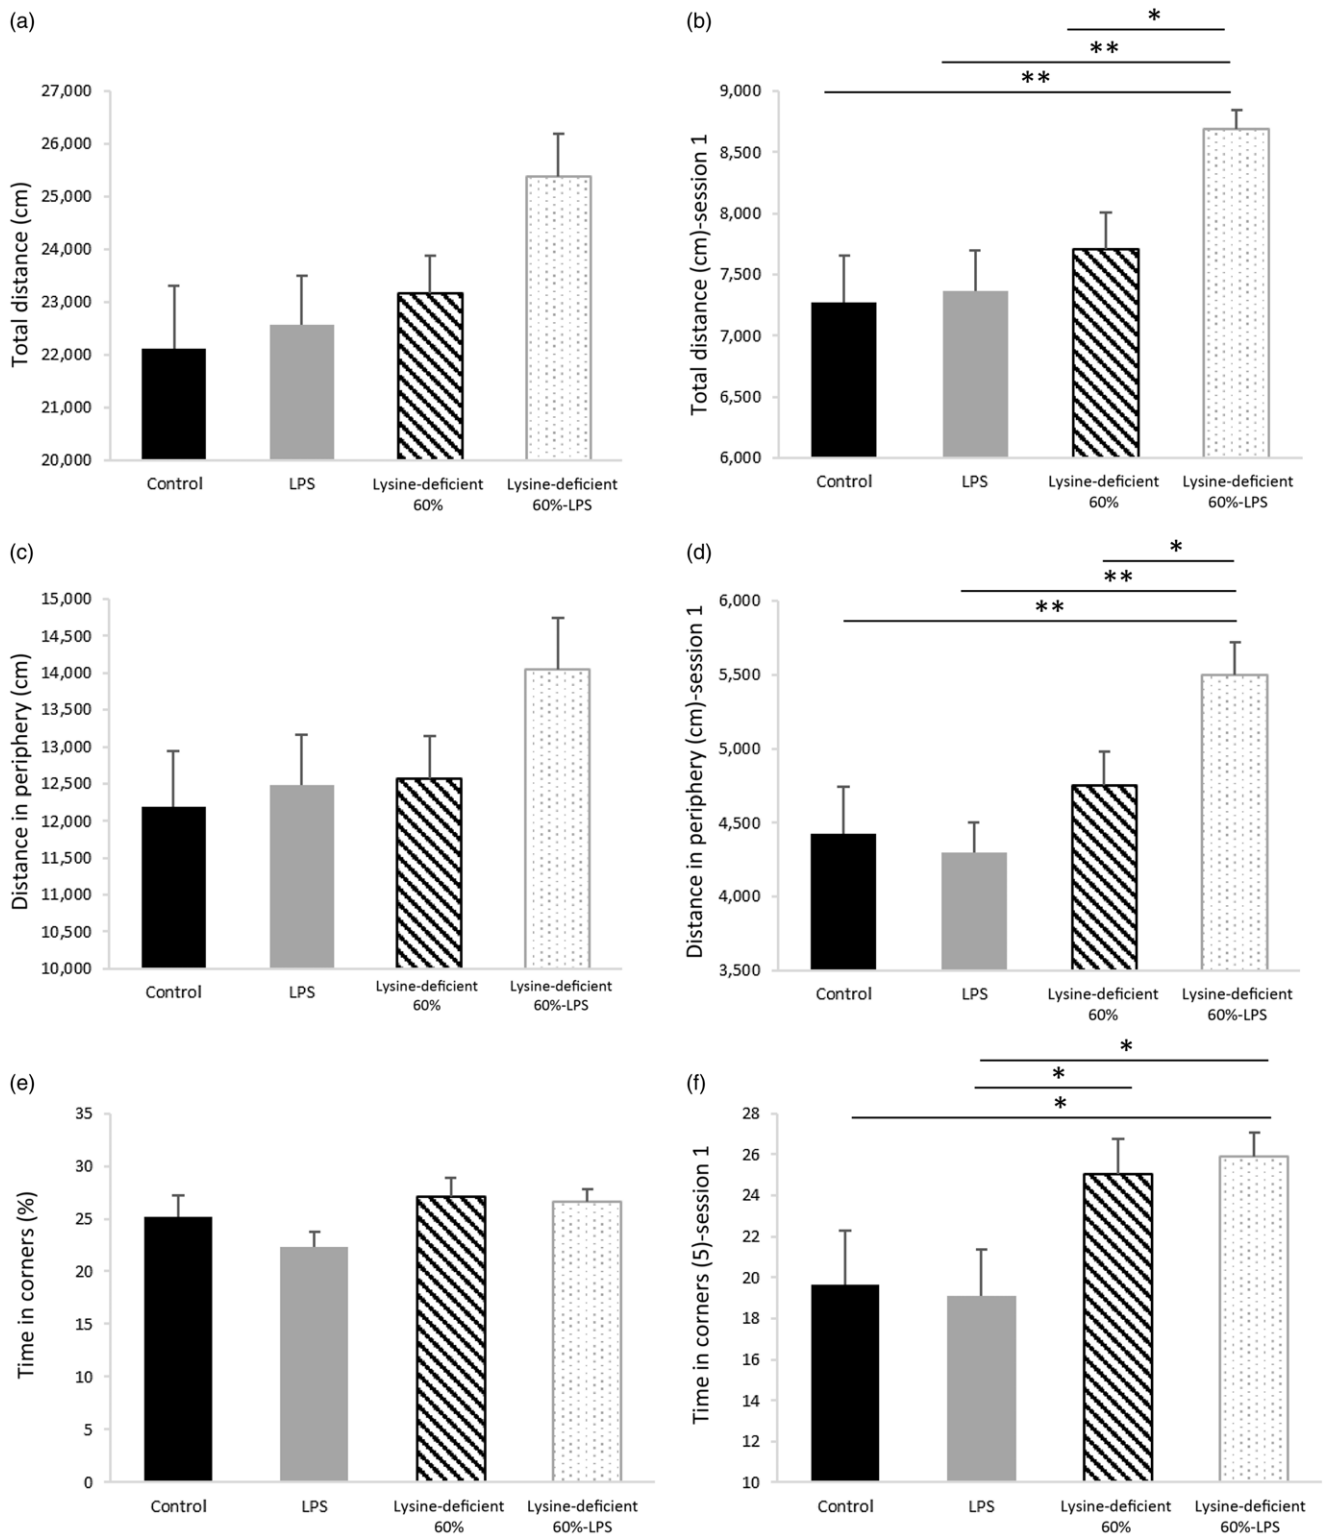 (a)
Total distance (cm)
27,000
26,000
25,000
24,000
23,000
22,000
21,000
20,000
Control
LPS
Lysine-deficient
60%
Lysine-deficient
60%-LPS
(b)
*
**
**
Total distance (cm)-session 1
9,000
8,500
8,000
7,500
7,000
6,500
6,000
Control
LPS
Lysine-deficient
60%
Lysine-deficient
60%-LPS
(c)
Distance in periphery (cm)
15,000
14,500
14,000
13,500
13,000
12,500
12,000
11,500
11,000
10,500
10,000
Control
LPS
Lysine-deficient
60%
Lysine-deficient
60%-LPS
(d)
*
**
**
Distance in periphery (cm)-session 1
6,000
5,500
5,000
4,500
4,000
3,500
Control
LPS
Lysine-deficient
60%
Lysine-deficient
60%-LPS
(e)
Time in corners (%)
35
30
25
20
15
10
5
0
Control
LPS
Lysine-deficient
60%
Lysine-deficient
60%-LPS
(f)
*
*
*
Time in corners (5)-session 1
28
26
24
22
20
18
16
14
12
10
Control
LPS
Lysine-deficient
60%
Lysine-deficient
60%-LPS